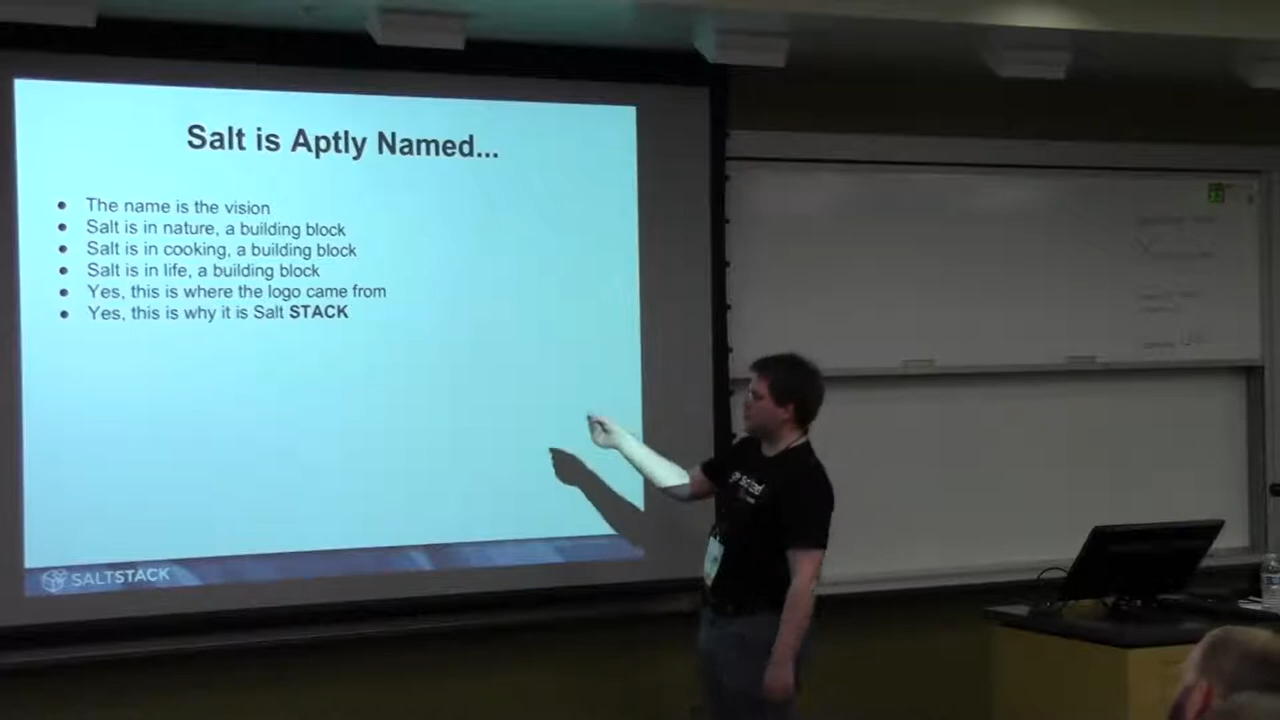 Salt is Aptly Named...
The name is the vision
Salt is in nature, a building block
Salt is in cooking, a building block
Salt is in life, a building block
Yes, this is where the logo came from
Yes, this is why it is Salt STACK
SALTSTACK